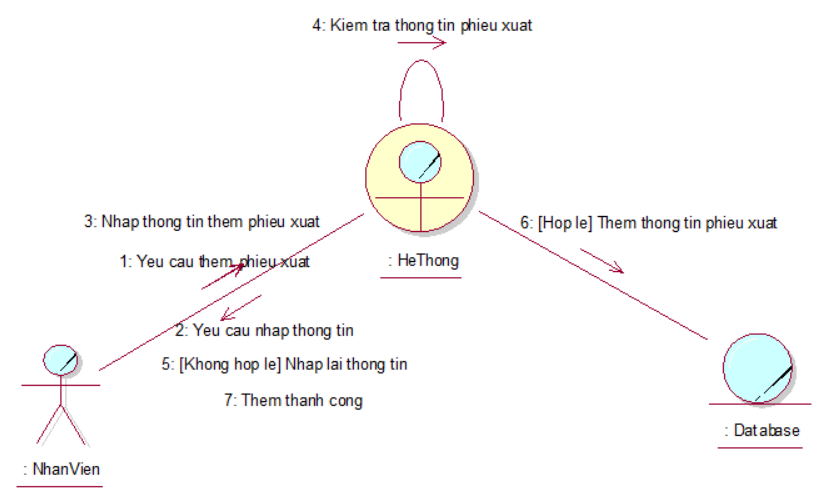 4: Kiem tra thong tin phieu xuat
3: Nhap thong tin them phieu xuat
6: [Hop le] Them thong tin phieu xuat
1: Yeu cau them phieu xuat
: HeThong
2: Yeu cau nhap thong tin
5: [Khong hop le] Nhap lai thong tin
7: Them thanh cong
: Database
: NhanVien